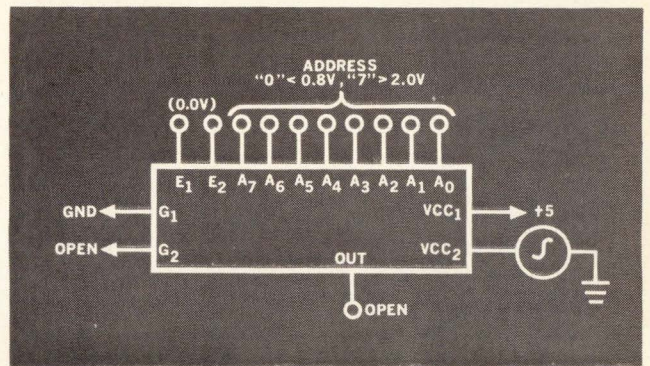 ADDRESS
"0"< 0.8V, "7"> 2.0V
(0.0V)
E1 E2 A7 A6 A5 A4 A3 A2 A1 A0
GND G1 VCC1 +5
OPEN G2 VCC2
OUT
OPEN